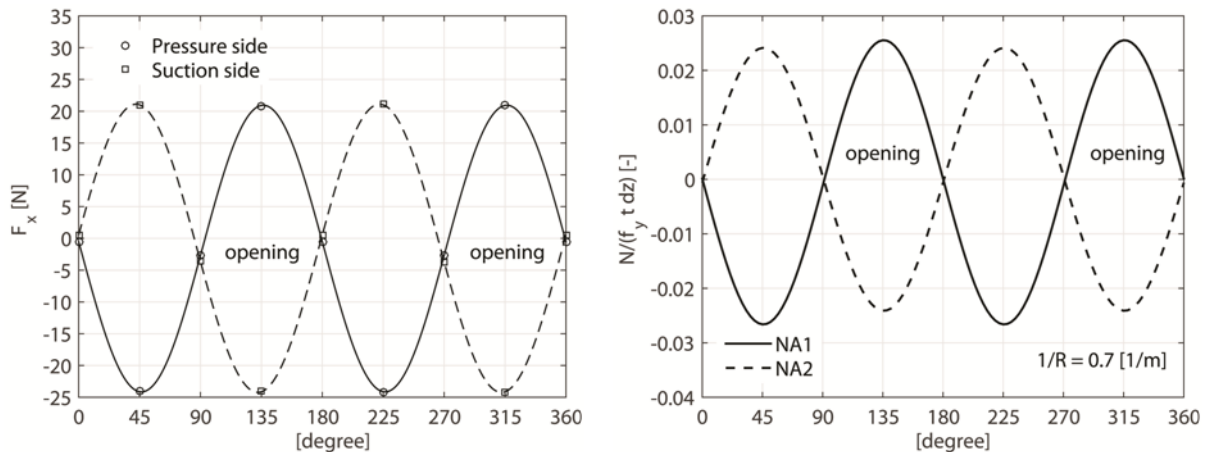 35
30
25
20
15
10
5
0
-5
-10
-15
-20
-25
F_x [N]
Pressure side
Suction side
opening
opening
0 45 90 135 180 225 270 315 360
[degree]
0.03
0.02
0.01
0
-0.01
-0.02
-0.03
-0.04
N/(f_y t dz) [-]
opening
opening
NA1
NA2
1/R = 0.7 [1/m]
0 45 90 135 180 225 270 315 360
[degree]